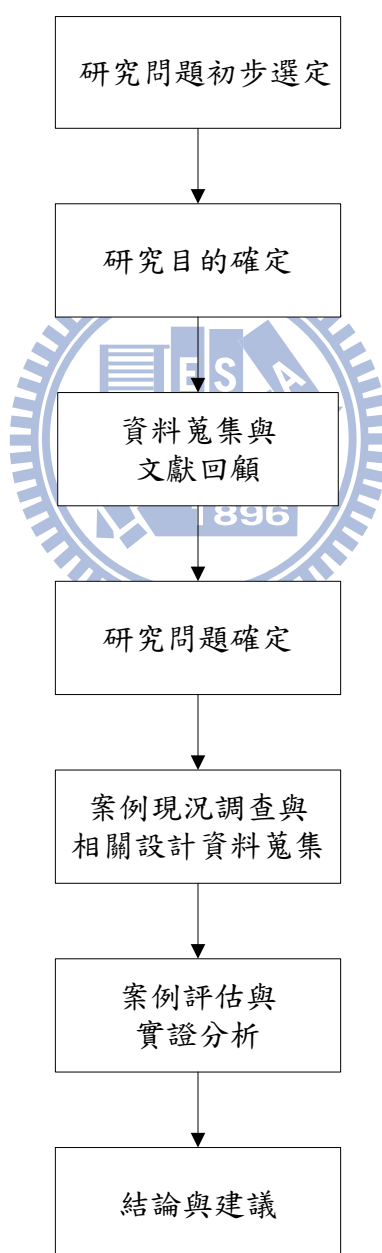 研究問題初步選定
研究目的確定
E S
A
資料蒐集與
文獻回顧
1896
研究問題確定
案例現況調查與
相關設計資料蒐集
案例評估與
實證分析
結論與建議